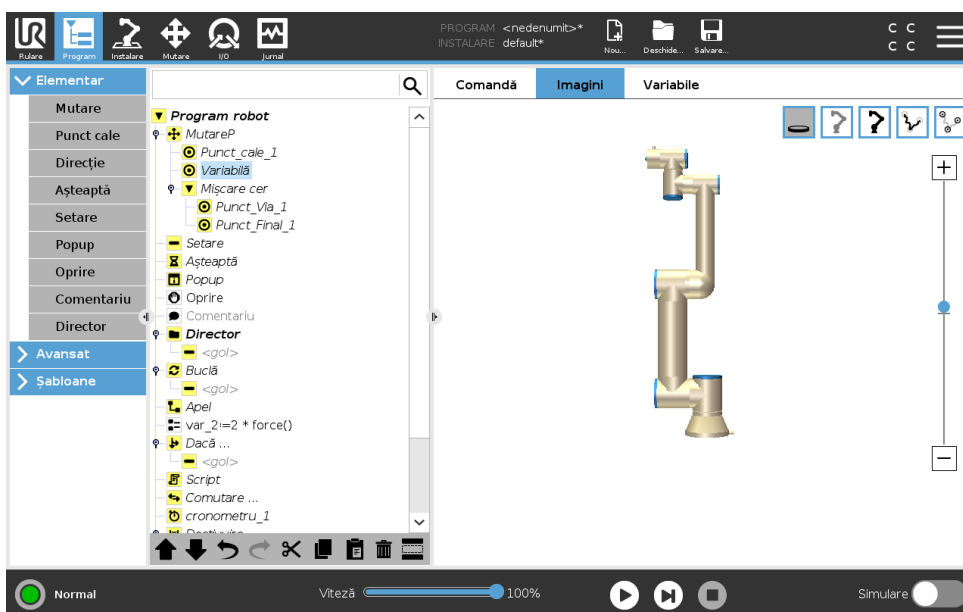 PROGRAM <nedenumit>*
INSTALARE default*
Rulare
Program
Instalare
Mutare
I/O
Jurnal
Nou...
Deschide...
Salvare...
C C
C C
Elementar
Mutare
Punct cale
Direcție
Așteaptă
Setare
Popup
Oprire
Comentariu
Director
Avansat
Șabloane
Program robot
MutareP
Punct_cale_1
Variabilă
Mișcare cer
Punct_Via_1
Punct_Final_1
Setare
Așteaptă
Popup
Oprire
Comentariu
Director
<gol>
Buclă
<gol>
Apel
var_2:=2 * force()
Dacă ...
<gol>
Script
Comutare ...
cronometru_1
Comandă
Imagini
Variabile
Normal
Viteză
100%
Simulare